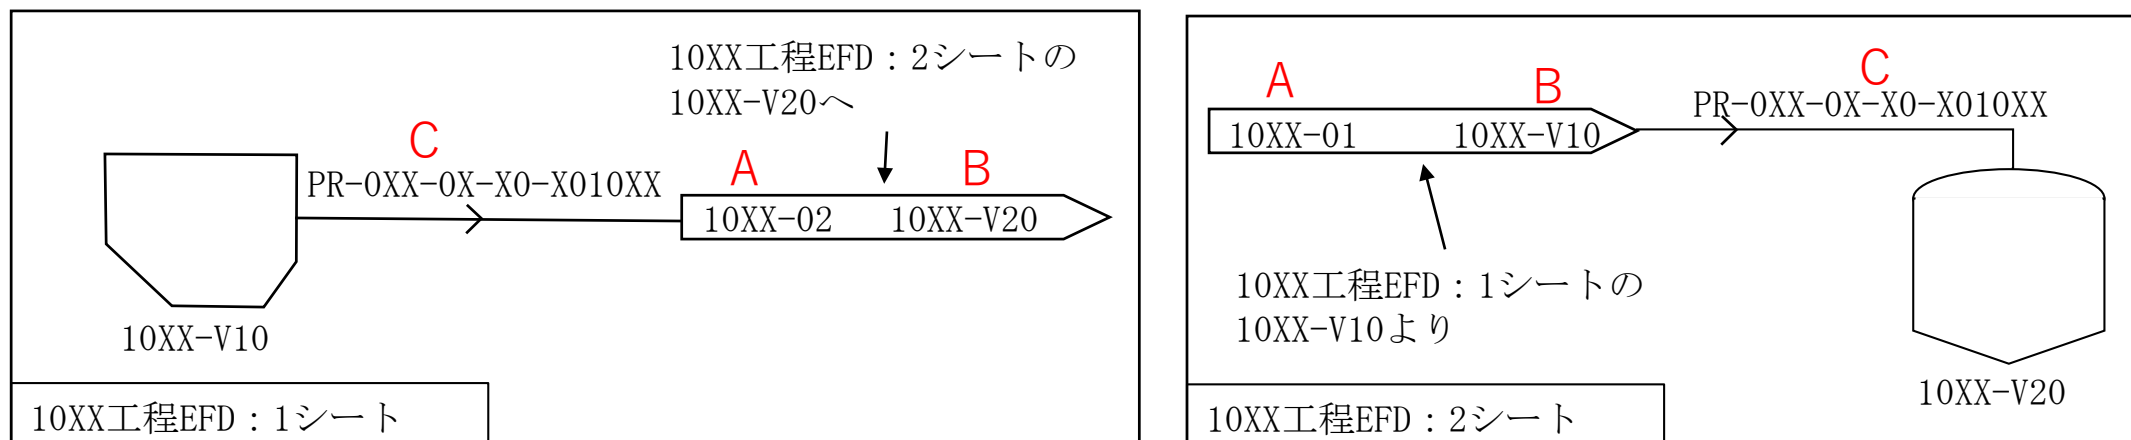 10XX工程EFD：2シートの
10XX-V20へ
C
PR-0XX-0X-X0-X010XX
A
B
10XX-02
10XX-V20
10XX-V10
10XX工程EFD：1シート
A
B
C
PR-0XX-0X-X0-X010XX
10XX-01
10XX-V10
10XX工程EFD：1シートの
10XX-V10より
10XX-V20
10XX工程EFD：2シート